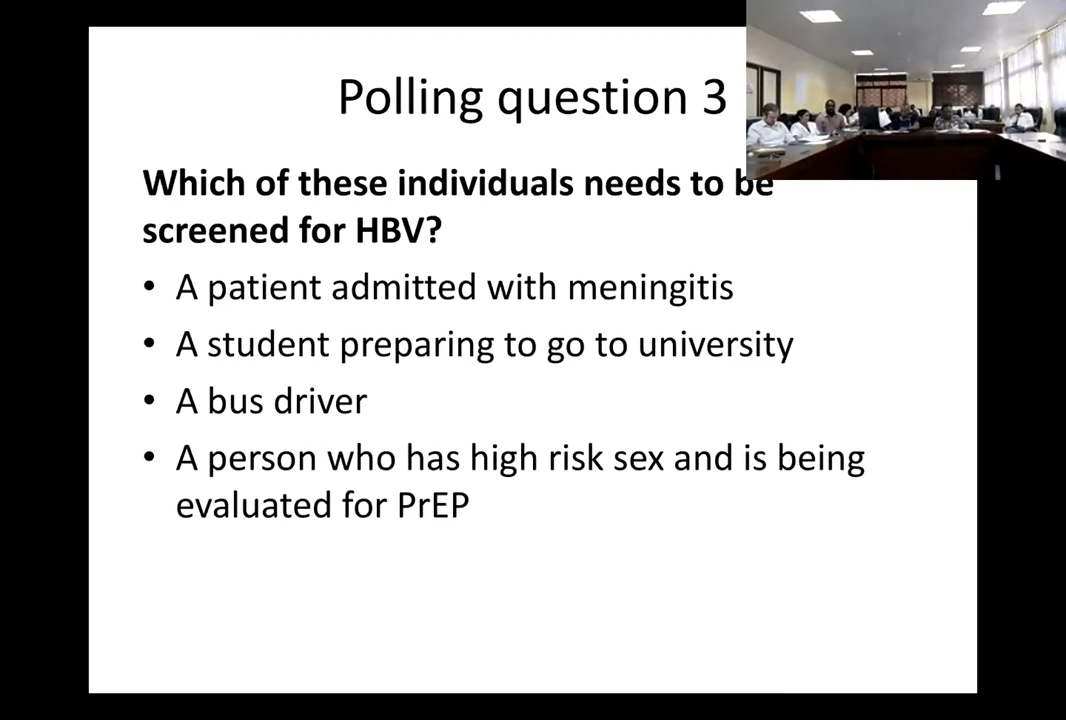 Polling question 3
Which of these individuals needs to be
screened for HBV?
• A patient admitted with meningitis
• A student preparing to go to university
• A bus driver
• A person who has high risk sex and is being
evaluated for PrEP